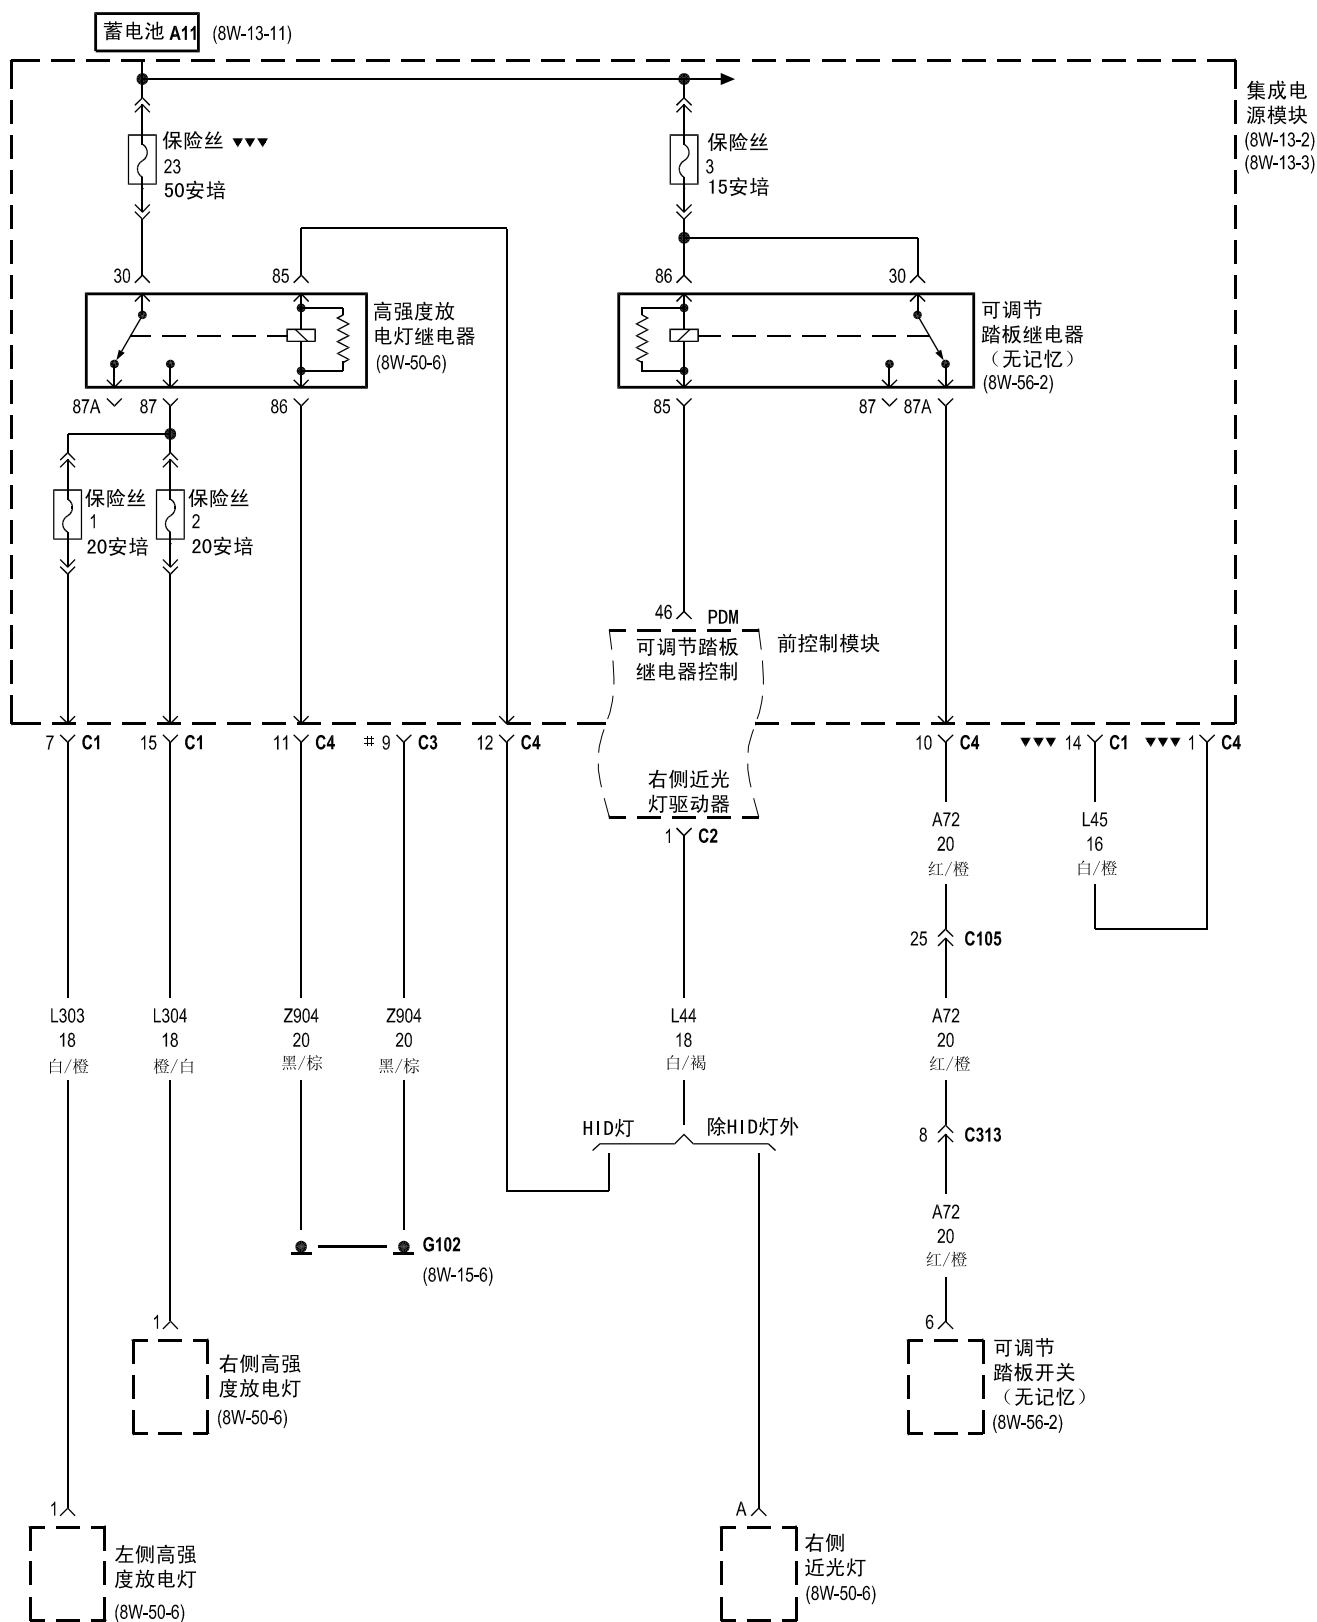 蓄电池 A11 (8W-13-11)
集成电
源模块
(8W-13-2)
(8W-13-3)
保险丝 ▼▼▼
23
50安培
保险丝
3
15安培
30
85
86
30
高强度放
电灯继电器
(8W-50-6)
可调节
踏板继电器
（无记忆）
(8W-56-2)
87A
87
86
85
87
87A
保险丝
1
20安培
保险丝
2
20安培
46
PDM
可调节踏板
继电器控制
前控制模块
7 C1
15 C1
11 C4
# 9 C3
12 C4
10 C4
▼▼▼ 14 C1
▼▼▼ 1 C4
右侧近光
灯驱动器
1 C2
A72
20
红/橙
L45
16
白/橙
25 C105
L303
18
白/橙
L304
18
橙/白
Z904
20
黑/棕
Z904
20
黑/棕
L44
18
白/褐
A72
20
红/橙
HID灯
除HID灯外
8 C313
A72
20
红/橙
G102
(8W-15-6)
1
右侧高强
度放电灯
(8W-50-6)
6
可调节
踏板开关
（无记忆）
(8W-56-2)
1
左侧高强
度放电灯
(8W-50-6)
A
右侧
近光灯
(8W-50-6)